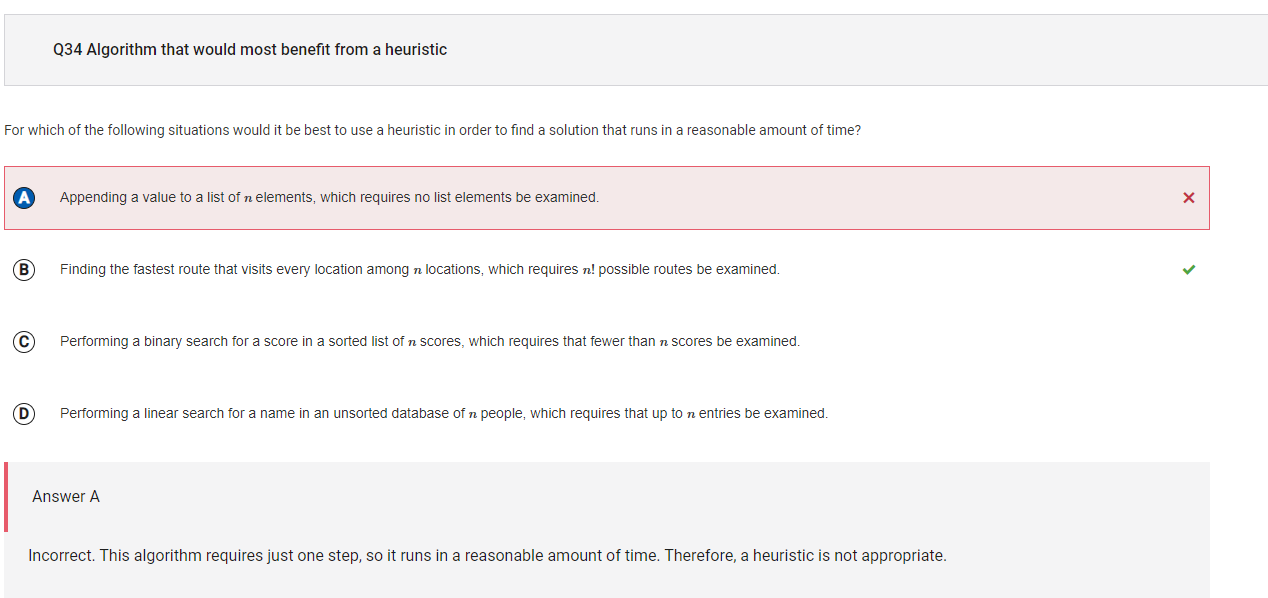 Q34 Algorithm that would most benefit from a heuristic
For which of the following situations would it be best to use a heuristic in order to find a solution that runs in a reasonable amount of time?
A Appending a value to a list of n elements, which requires no list elements be examined.
B Finding the fastest route that visits every location among n locations, which requires n! possible routes be examined.
C Performing a binary search for a score in a sorted list of n scores, which requires that fewer than n scores be examined.
D Performing a linear search for a name in an unsorted database of n people, which requires that up to n entries be examined.
Answer A
Incorrect. This algorithm requires just one step, so it runs in a reasonable amount of time. Therefore, a heuristic is not appropriate.